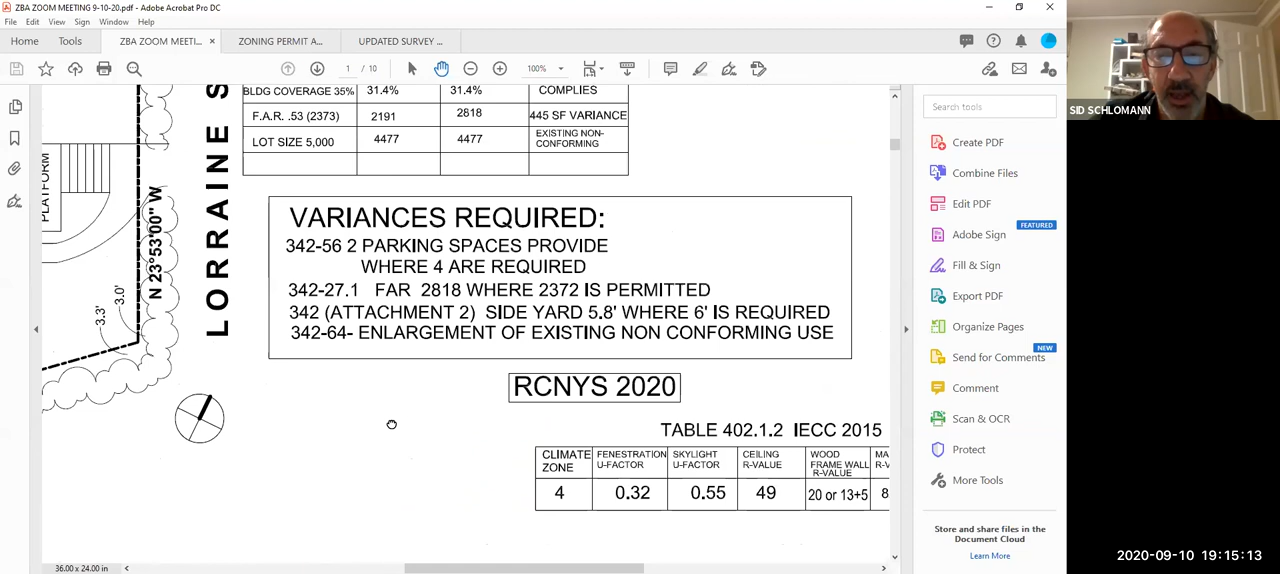 ZBA ZOOM MEETING 9-10-20.pdf - Adobe Acrobat Pro DC
File Edit View Sign Window Help
Home Tools ZBA ZOOM MEETI... × ZONING PERMIT A... UPDATED SURVEY ...
1 / 10 100%
BLDG COVERAGE 35% 31.4% 31.4% COMPLIES
F.A.R. .53 (2373) 2191 2818 445 SF VARIANCE
LOT SIZE 5,000 4477 4477 EXISTING NON-CONFORMING
PLATFORM
N 23°53'00" W
LORRAINE S
3.3'
3.0'
VARIANCES REQUIRED:
342-56 2 PARKING SPACES PROVIDE
WHERE 4 ARE REQUIRED
342-27.1 FAR 2818 WHERE 2372 IS PERMITTED
342 (ATTACHMENT 2) SIDE YARD 5.8' WHERE 6' IS REQUIRED
342-64- ENLARGEMENT OF EXISTING NON CONFORMING USE
RCNYS 2020
TABLE 402.1.2 IECC 2015
CLIMATE ZONE FENESTRATION U-FACTOR SKYLIGHT U-FACTOR CEILING R-VALUE WOOD FRAME WALL R-VALUE MA R-V
4 0.32 0.55 49 20 or 13+5 8
36.00 x 24.00 in
Search tools
Create PDF
Combine Files
Edit PDF
FEATURED
Adobe Sign
Fill & Sign
Export PDF
Organize Pages
NEW
Send for Comments
Comment
Scan & OCR
Protect
More Tools
Store and share files in the
Document Cloud
Learn More
SID SCHLOMANN
2020-09-10 19:15:13